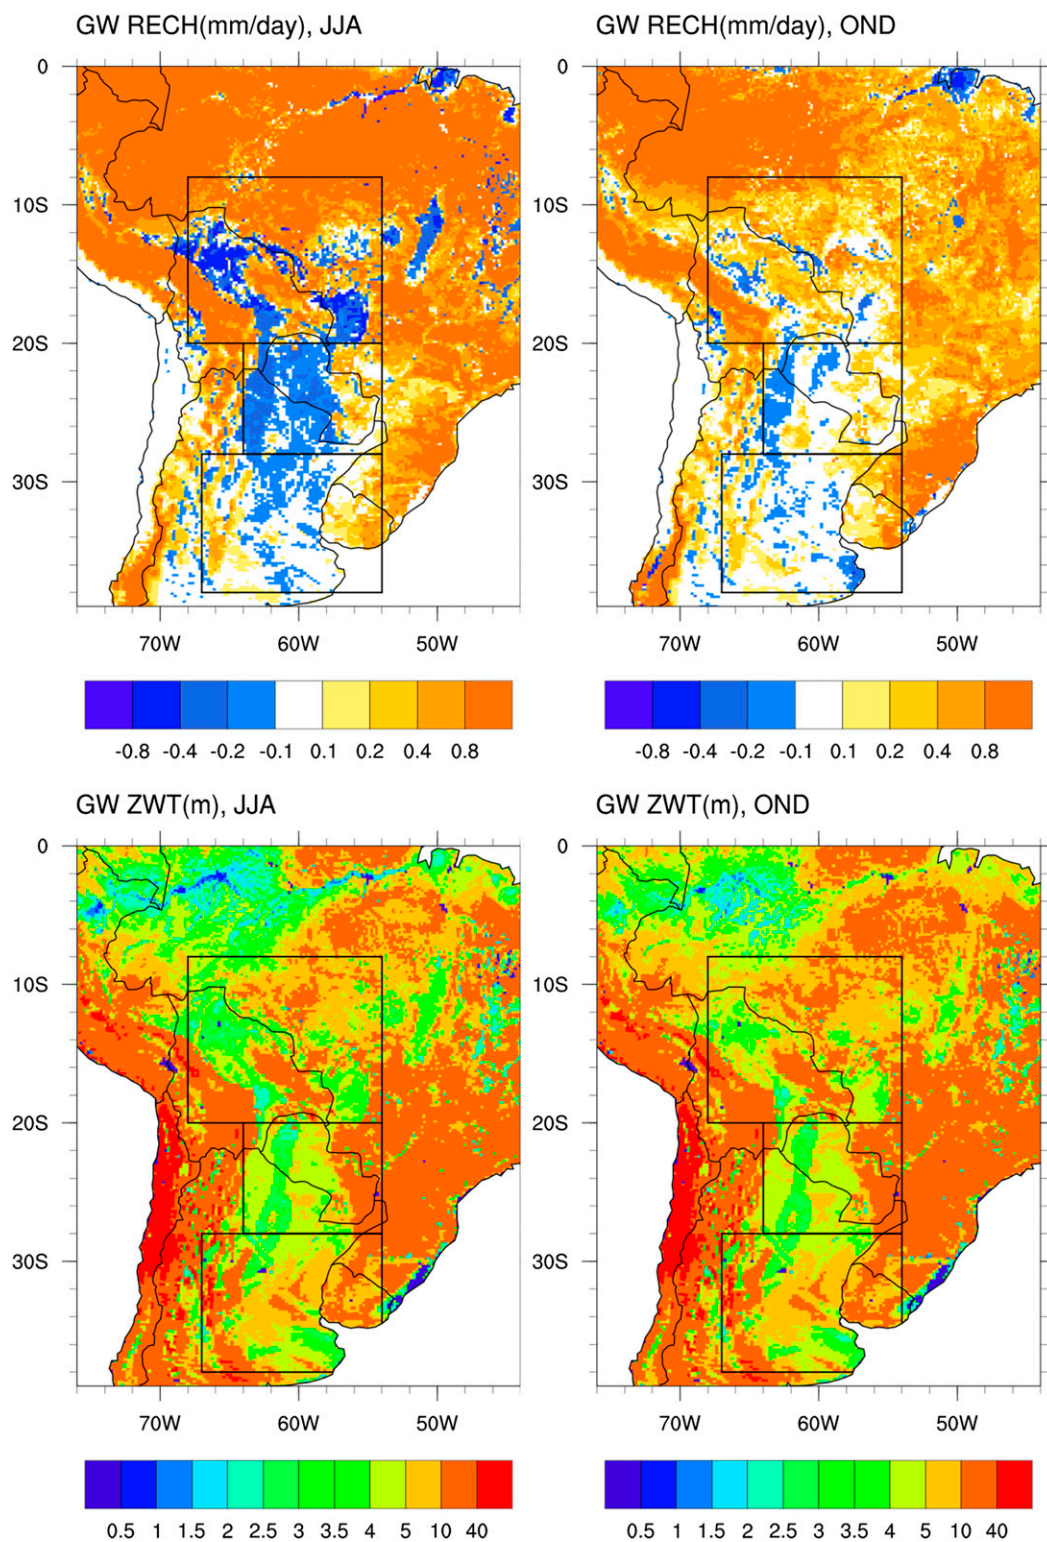 GW RECH(mm/day), JJA
GW RECH(mm/day), OND
0
10S
20S
30S
70W 60W 50W
0
10S
20S
30S
70W 60W 50W
-0.8 -0.4 -0.2 -0.1 0.1 0.2 0.4 0.8
-0.8 -0.4 -0.2 -0.1 0.1 0.2 0.4 0.8
GW ZWT(m), JJA
GW ZWT(m), OND
0
10S
20S
30S
70W 60W 50W
0
10S
20S
30S
70W 60W 50W
0.5 1 1.5 2 2.5 3 3.5 4 5 10 40
0.5 1 1.5 2 2.5 3 3.5 4 5 10 40